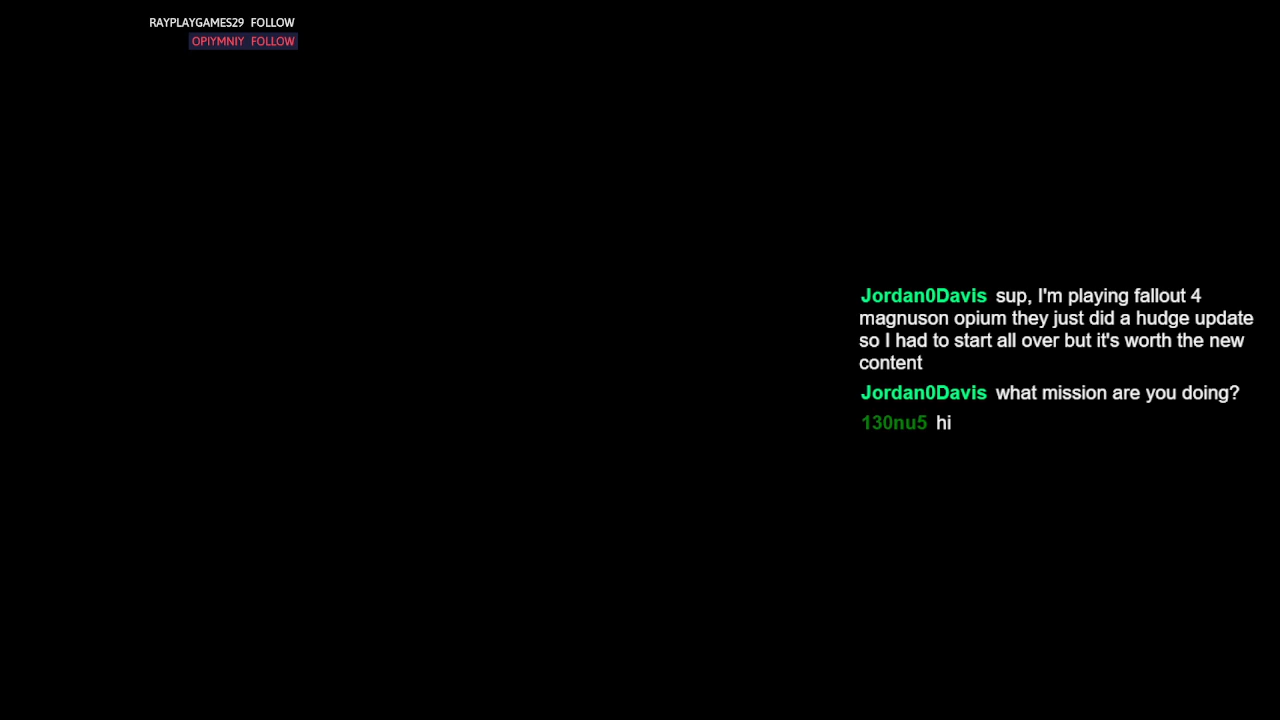 RAYPLAYGAMES29 FOLLOW
OPIYMNIY FOLLOW
Jordan0Davis sup, I'm playing fallout 4
magnuson opium they just did a hudge update
so I had to start all over but it's worth the new
content
Jordan0Davis what mission are you doing?
130nu5 hi